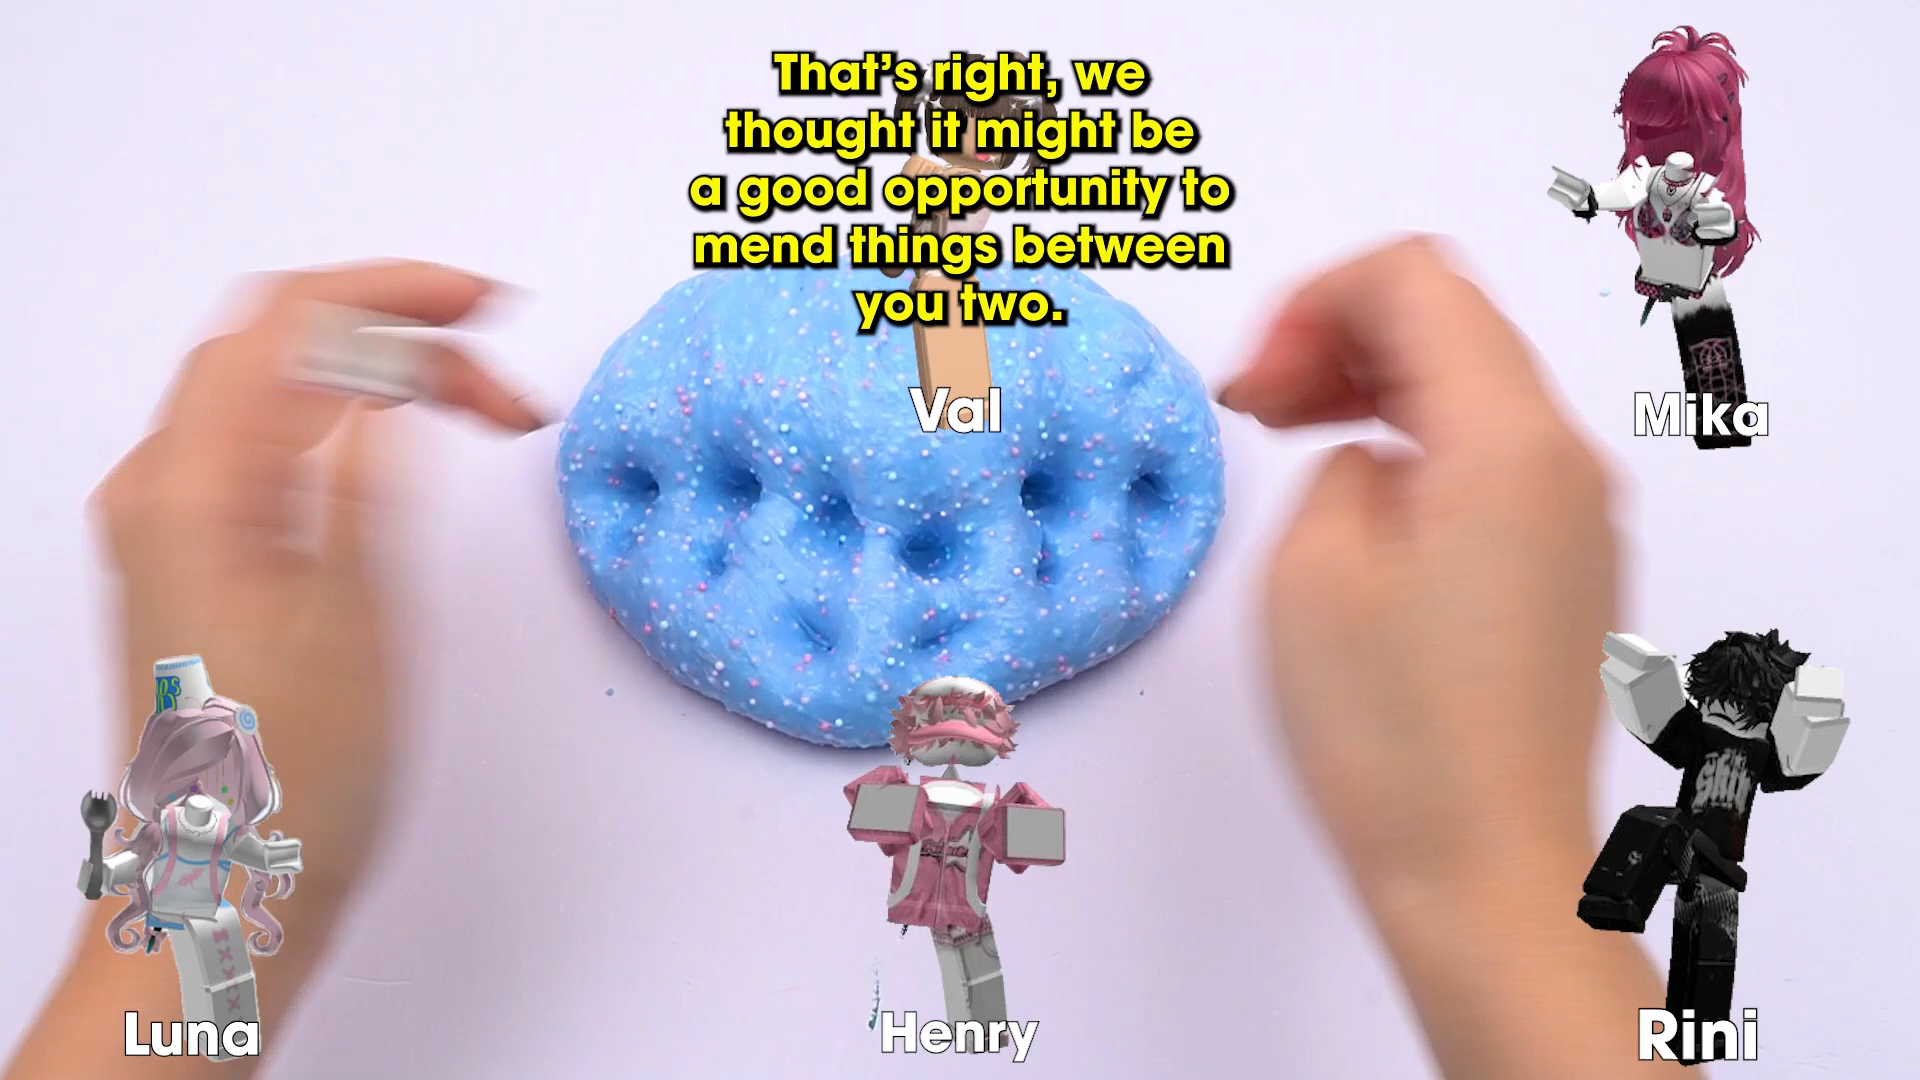 That's right, we
thought it might be
a good opportunity to
mend things between
you two.
Val
Mika
Luna
Henry
Rini